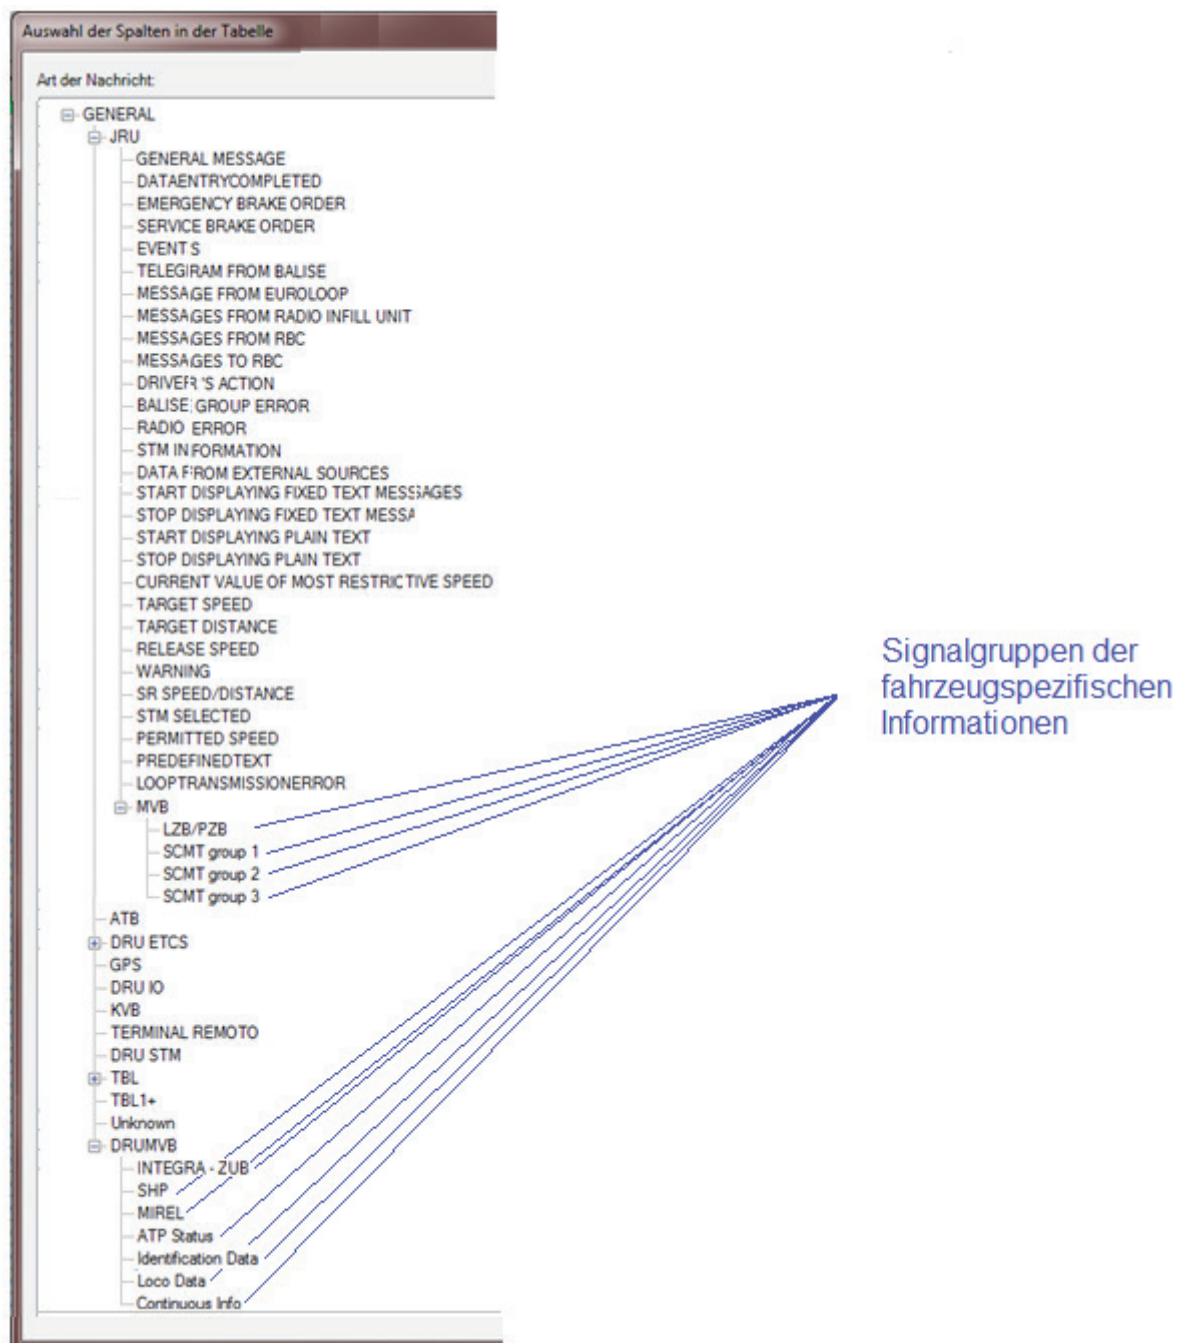 Auswahl der Spalten in der Tabelle
Art der Nachricht:
GENERAL
JRU
GENERAL MESSAGE
DATAENTRYCOMPLETED
EMERGENCY BRAKE ORDER
SERVICE BRAKE ORDER
EVENTS
TELEGRAM FROM BALISE
MESSAGE FROM EUROLOOP
MESSAGES FROM RADIO INFILL UNIT
MESSAGES FROM RBC
MESSAGES TO RBC
DRIVER'S ACTION
BALISE GROUP ERROR
RADIO ERROR
STM INFORMATION
DATA FROM EXTERNAL SOURCES
START DISPLAYING FIXED TEXT MESSAGES
STOP DISPLAYING FIXED TEXT MESSA
START DISPLAYING PLAIN TEXT
STOP DISPLAYING PLAIN TEXT
CURRENT VALUE OF MOST RESTRICTIVE SPEED
TARGET SPEED
TARGET DISTANCE
RELEASE SPEED
WARNING
SR SPEED/DISTANCE
STM SELECTED
PERMITTED SPEED
PREDEFINEDTEXT
LOOPTRANSMISSIONERROR
MVB
LZB/PZB
SCMT group 1
SCMT group 2
SCMT group 3
ATB
DRU ETCS
GPS
DRU IO
KVB
TERMINAL REMOTO
DRU STM
TBL
TBL1+
Unknown
DRUMVB
INTEGRA - ZUB
SHP
MIREL
ATP Status
Identification Data
Loco Data
Continuous Info
Signalgruppen der
fahrzeugspezifischen
Informationen